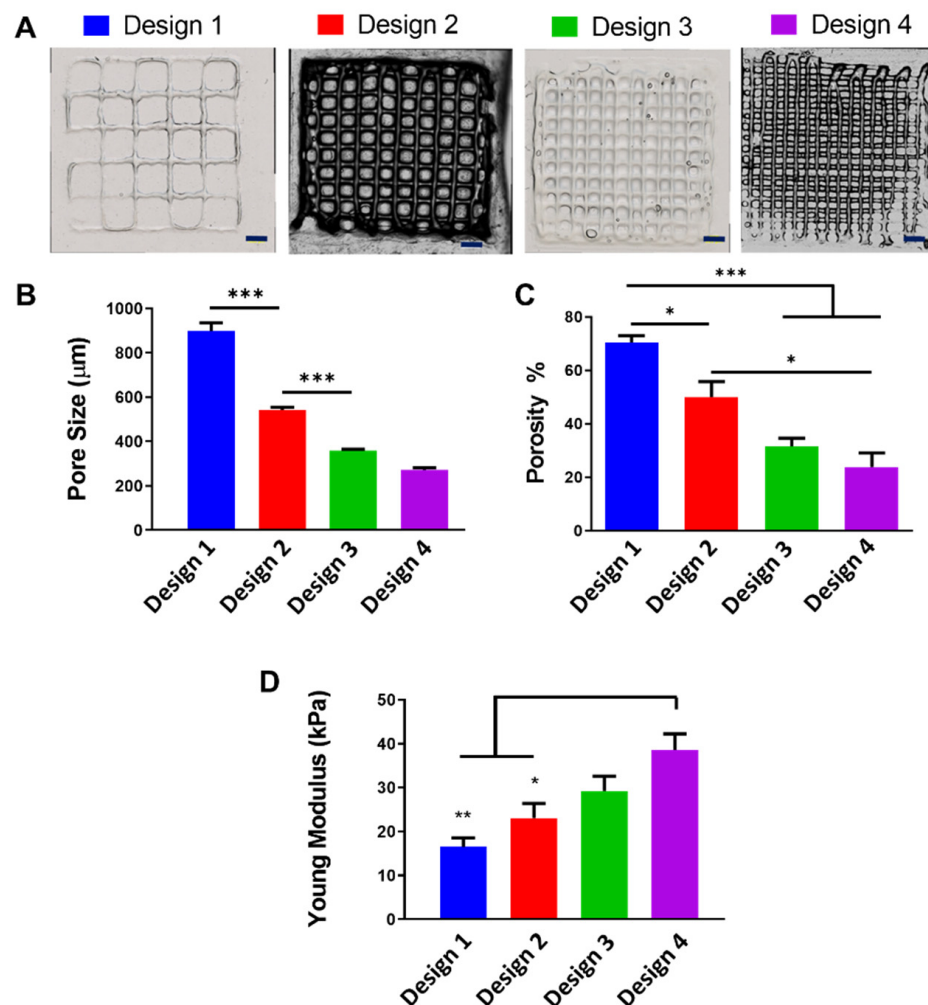 A
Design 1
Design 2
Design 3
Design 4
B
Pore Size (μm)
1000
800
600
400
200
0
***
***
Design 1
Design 2
Design 3
Design 4
C
Porosity %
80
60
40
20
0
***
*
*
Design 1
Design 2
Design 3
Design 4
D
Young Modulus (kPa)
50
40
30
20
10
0
**
*
Design 1
Design 2
Design 3
Design 4